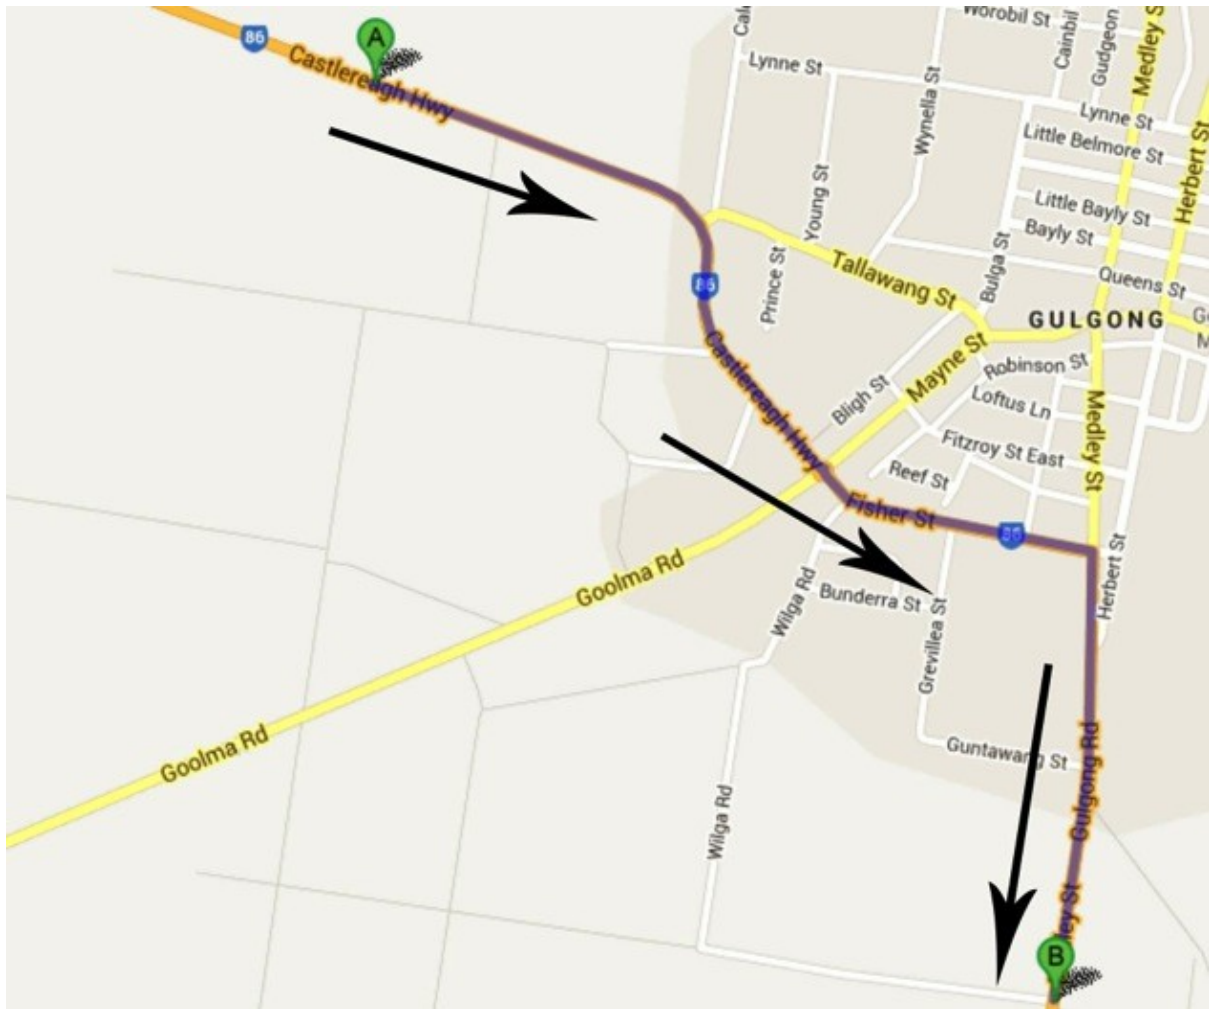 Worobil St
Cainbil
Gudgeon
Medley S
86
A
Castlereagh Hwy
Lynne St
Wynella St
Lynne St
Little Belmore St
Herbert St
Young St
Little Bayly St
Bayly St
Prince St
Tallawang St
Bulga St
Queens St
86
GULGONG
Castlereagh Hwy
Mayne St
Robinson St
Bligh St
Loftus Ln
Medley St
Fitzroy St East
Reef St
Fisher St
86
Goolma Rd
Wilga Rd
Bunderra St
Herbert St
Grevillea St
Goolma Rd
Guntawang St
Gulgong Rd
Wilga Rd
ley St
B